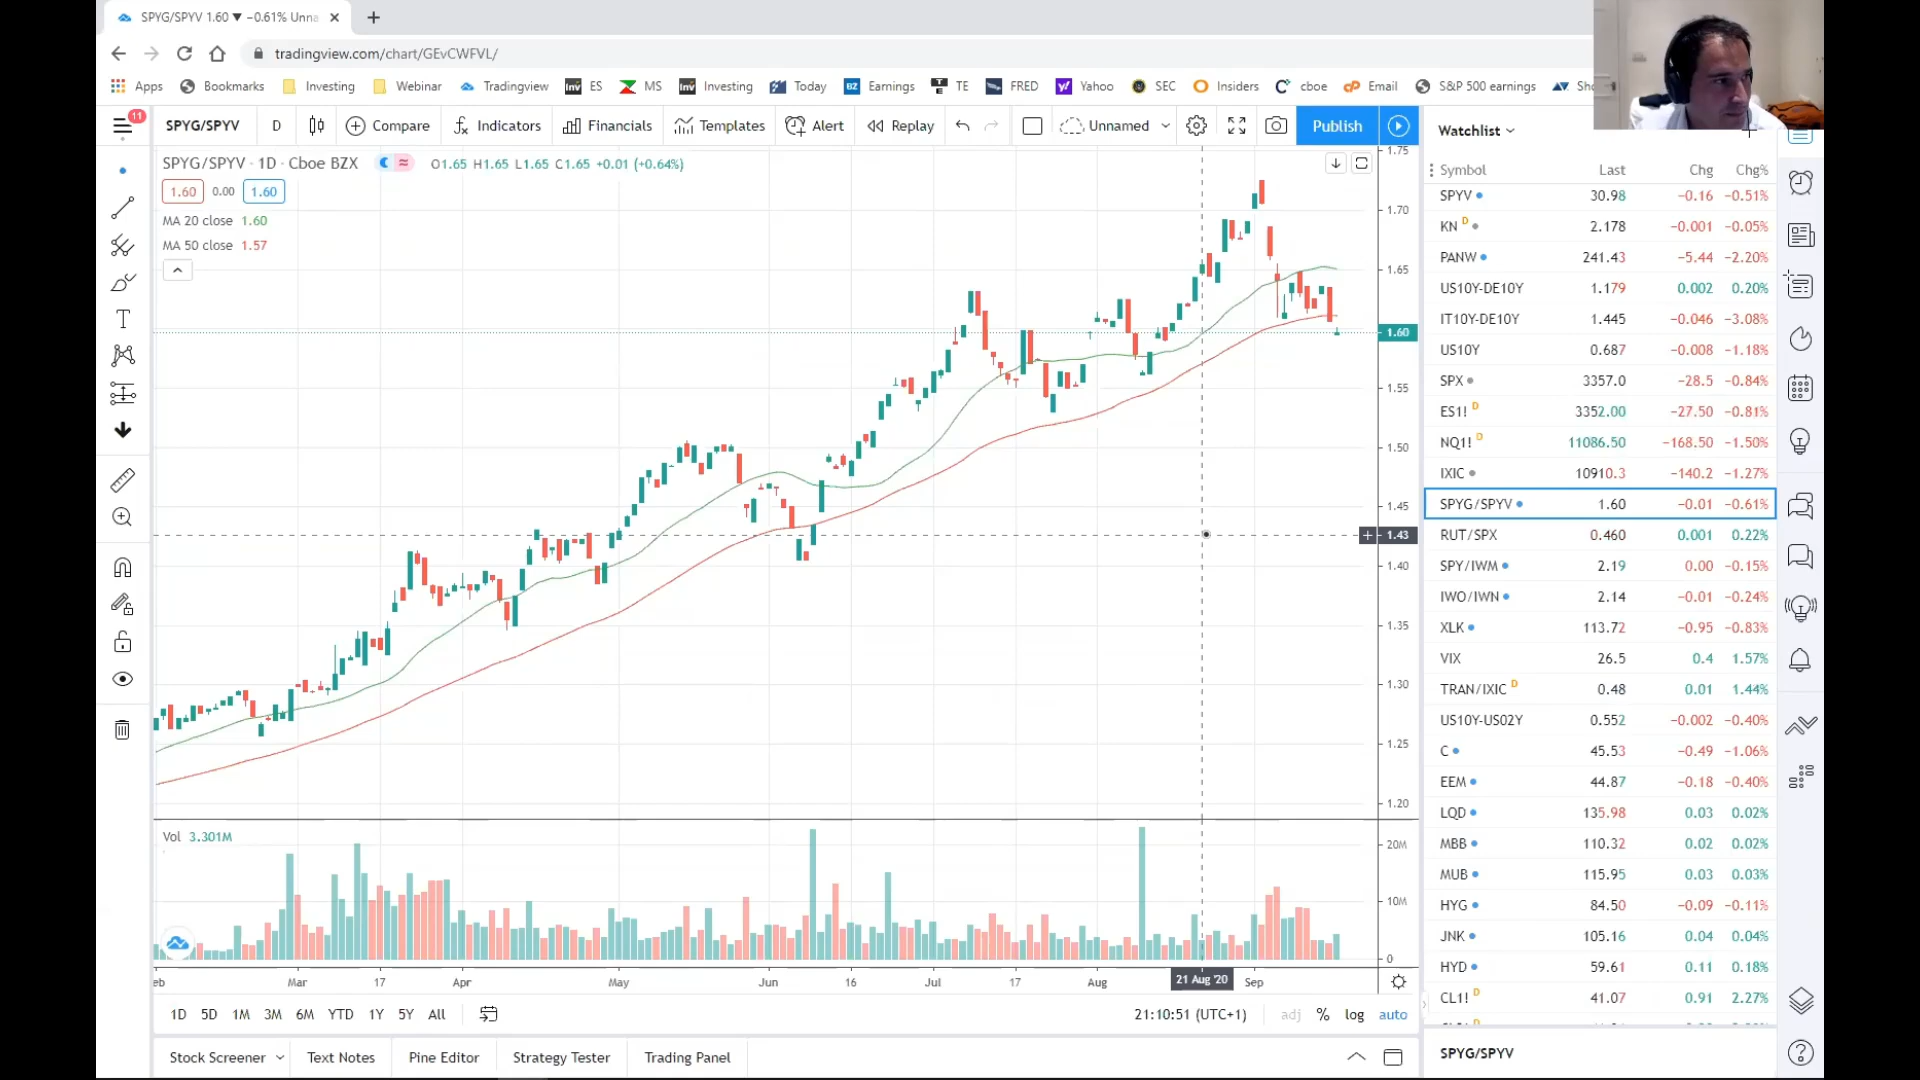 SPYG/SPYV 1.60 ▼ −0.61% Unna
tradingview.com/chart/GEvCWFVL/
Apps Bookmarks Investing Webinar Tradingview ES MS Investing Today Earnings TE FRED Yahoo SEC Insiders cboe Email S&P 500 earnings Sho
11 SPYG/SPYV D Compare Indicators Financials Templates Alert Replay Unnamed Publish
Watchlist
SPYG/SPYV · 1D · Cboe BZX O1.65 H1.65 L1.65 C1.65 +0.01 (+0.64%)
1.60 0.00 1.60
MA 20 close 1.60
MA 50 close 1.57
1.75
1.70
1.65
1.60
1.55
1.50
1.45
1.43
1.40
1.35
1.30
1.25
1.20
Vol 3.301M
20M
10M
0
eb Mar 17 Apr May Jun 16 Jul 17 Aug 21 Aug '20 Sep
1D 5D 1M 3M 6M YTD 1Y 5Y All 21:10:51 (UTC+1) adj % log auto
Stock Screener Text Notes Pine Editor Strategy Tester Trading Panel
Symbol Last Chg Chg%
SPYV 30.98 −0.16 −0.51%
KN D 2.178 −0.001 −0.05%
PANW 241.43 −5.44 −2.20%
US10Y-DE10Y 1.179 0.002 0.20%
IT10Y-DE10Y 1.445 −0.046 −3.08%
US10Y 0.687 −0.008 −1.18%
SPX 3357.0 −28.5 −0.84%
ES1! D 3352.00 −27.50 −0.81%
NQ1! D 11086.50 −168.50 −1.50%
IXIC 10910.3 −140.2 −1.27%
SPYG/SPYV 1.60 −0.01 −0.61%
RUT/SPX 0.460 0.001 0.22%
SPY/IWM 2.19 0.00 −0.15%
IWO/IWN 2.14 −0.01 −0.24%
XLK 113.72 −0.95 −0.83%
VIX 26.5 0.4 1.57%
TRAN/IXIC D 0.48 0.01 1.44%
US10Y-US02Y 0.552 −0.002 −0.40%
C 45.53 −0.49 −1.06%
EEM 44.87 −0.18 −0.40%
LQD 135.98 0.03 0.02%
MBB 110.32 0.02 0.02%
MUB 115.95 0.03 0.03%
HYG 84.50 −0.09 −0.11%
JNK 105.16 0.04 0.04%
HYD 59.61 0.11 0.18%
CL1! D 41.07 0.91 2.27%
SPYG/SPYV